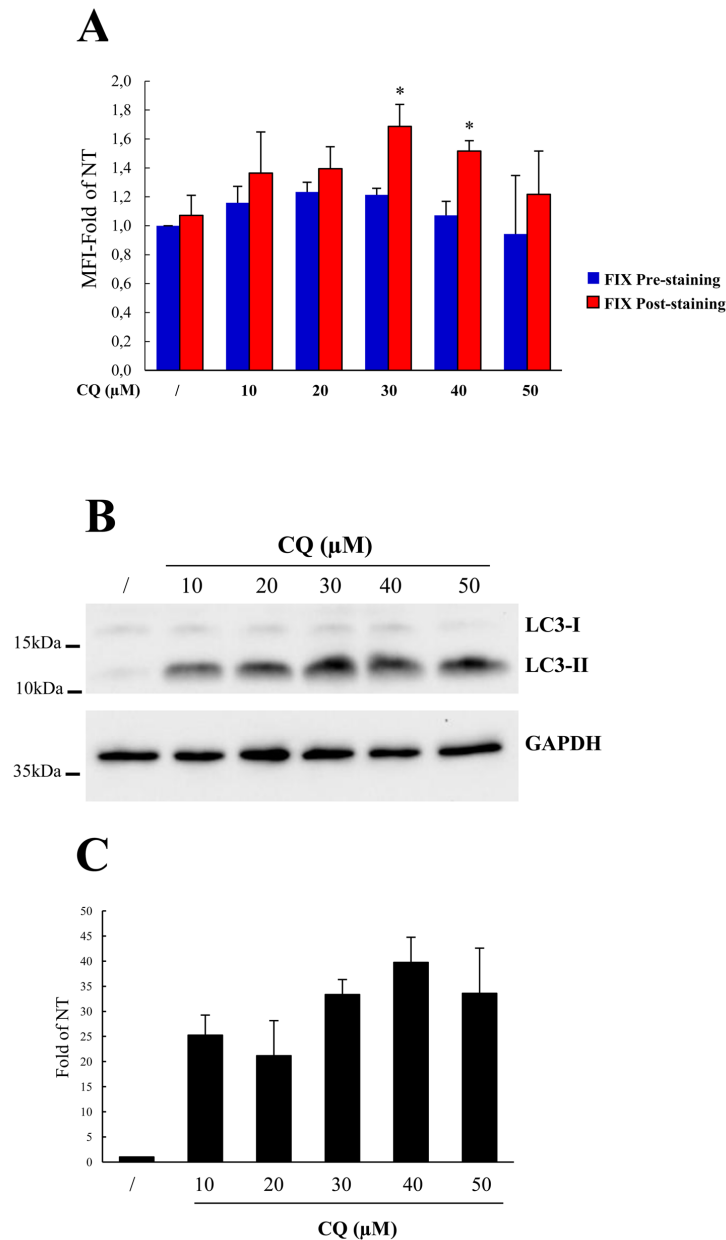 A
2,0
1,8
1,6
1,4
1,2
1,0
0,8
0,6
0,4
0,2
0,0
MFI-Fold of NT
* *
FIX Pre-staining
FIX Post-staining
CQ (µM) / 10 20 30 40 50
B
CQ (µM)
/ 10 20 30 40 50
LC3-I
15kDa
LC3-II
10kDa
GAPDH
35kDa
C
50
45
40
35
30
25
20
15
10
5
0
Fold of NT
/ 10 20 30 40 50
CQ (µM)